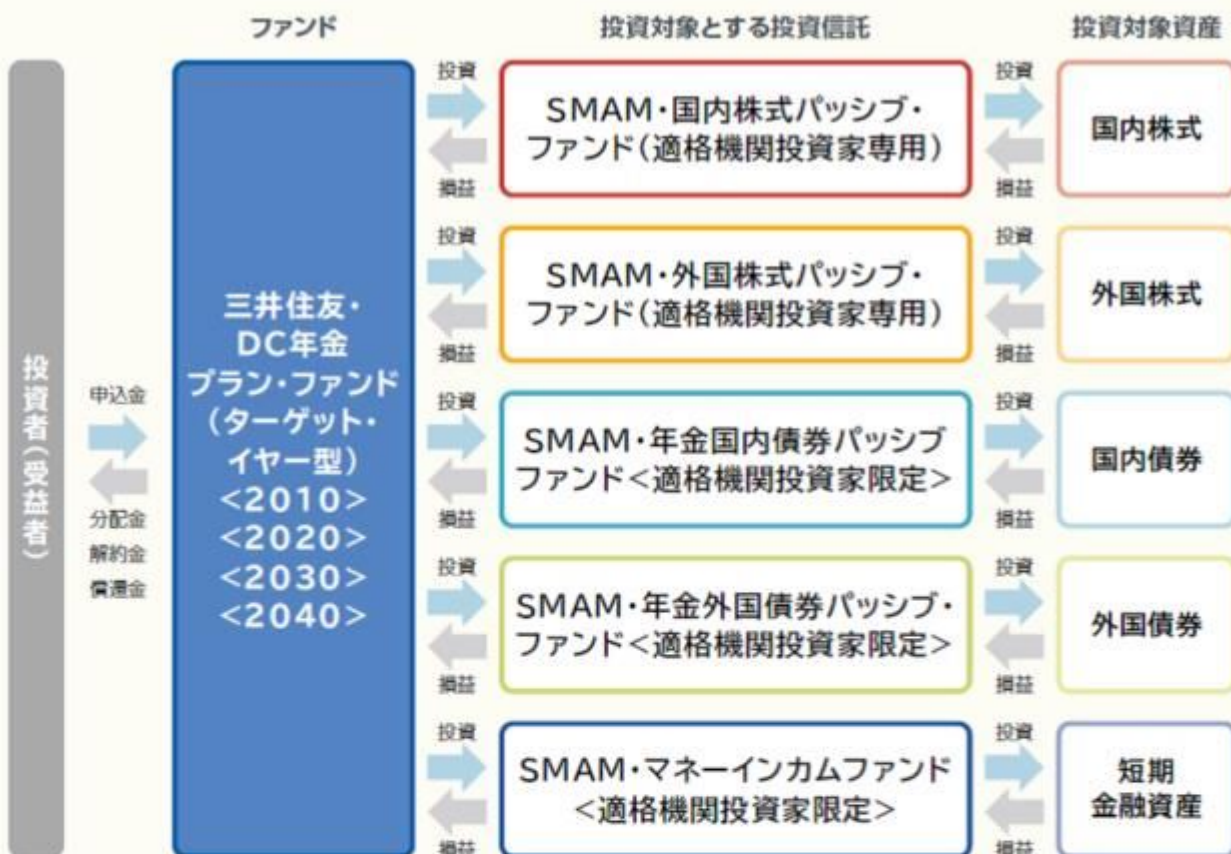 ファンド
投資対象とする投資信託
投資対象資産
投資者(受益者)
申込金
分配金
解約金
償還金
三井住友・
DC年金
プラン・ファンド
(ターゲット・
イヤー型)
<2010>
<2020>
<2030>
<2040>
投資
損益
SMAM・国内株式パッシブ・
ファンド(適格機関投資家専用)
投資
損益
国内株式
投資
損益
SMAM・外国株式パッシブ・
ファンド(適格機関投資家専用)
投資
損益
外国株式
投資
損益
SMAM・年金国内債券パッシブ
ファンド<適格機関投資家限定>
投資
損益
国内債券
投資
損益
SMAM・年金外国債券パッシブ・
ファンド<適格機関投資家限定>
投資
損益
外国債券
投資
損益
SMAM・マネーインカムファンド
<適格機関投資家限定>
投資
損益
短期
金融資産